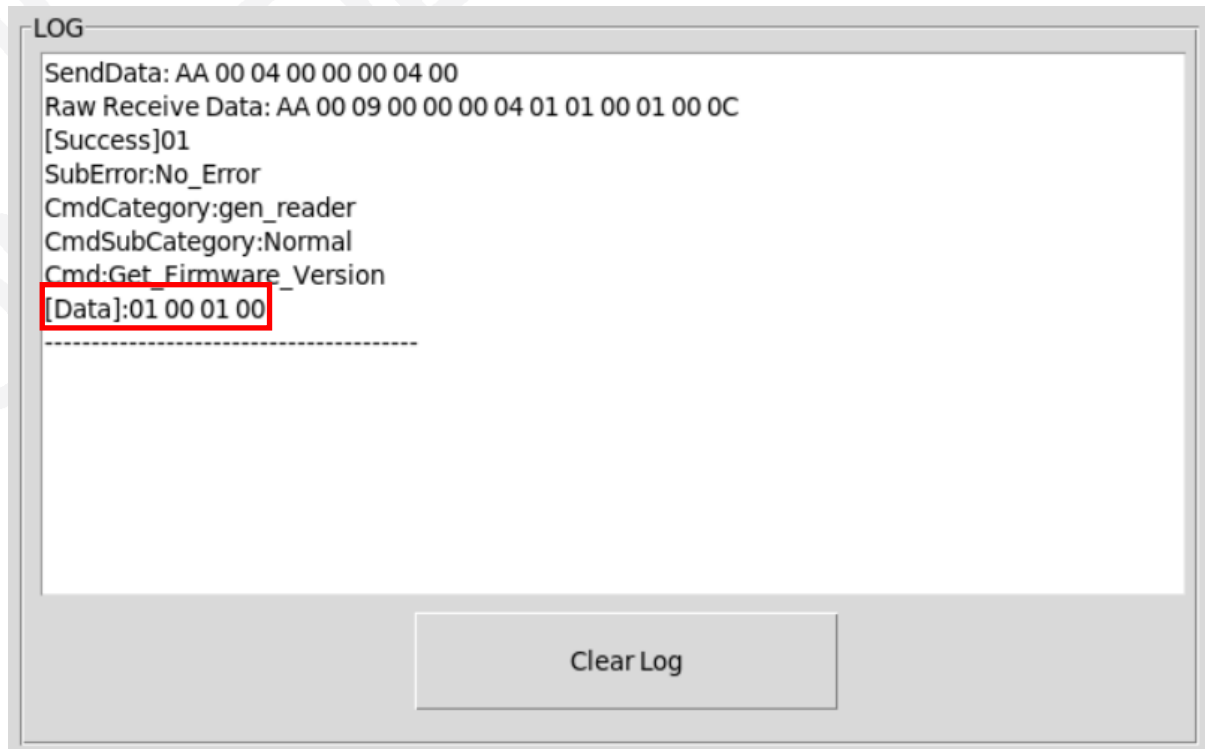 LOG
SendData: AA 00 04 00 00 00 04 00
Raw Receive Data: AA 00 09 00 00 00 04 01 01 00 01 00 0C
[Success]01
SubError:No_Error
CmdCategory:gen_reader
CmdSubCategory:Normal
Cmd:Get_Firmware_Version
[Data]:01 00 01 00
----------------------------------------
Clear Log